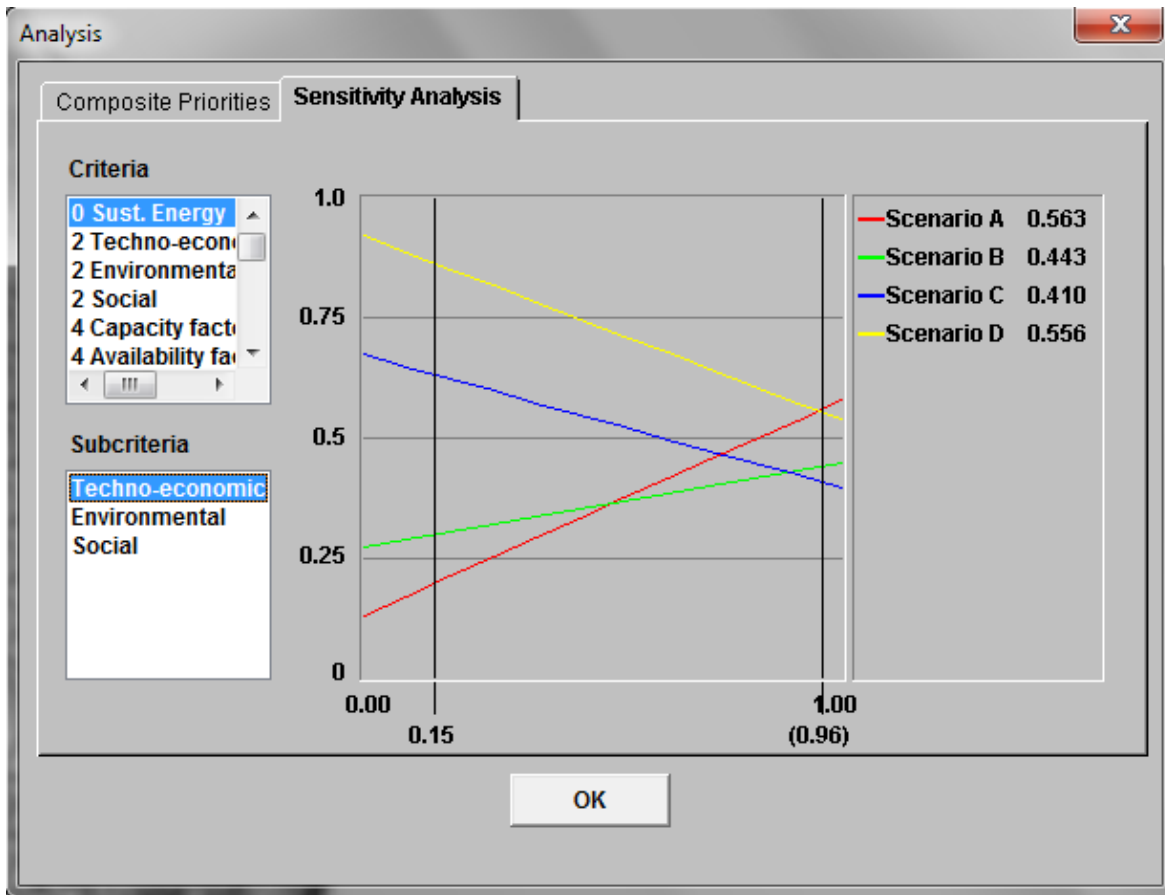 Analysis
X
Composite Priorities
Sensitivity Analysis
Criteria
0 Sust. Energy
2 Techno-econ
2 Environmenta
2 Social
4 Capacity fact
4 Availability fa
Subcriteria
Techno-economic
Environmental
Social
1.0
0.75
0.5
0.25
0
0.00
1.00
0.15
(0.96)
Scenario A 0.563
Scenario B 0.443
Scenario C 0.410
Scenario D 0.556
OK